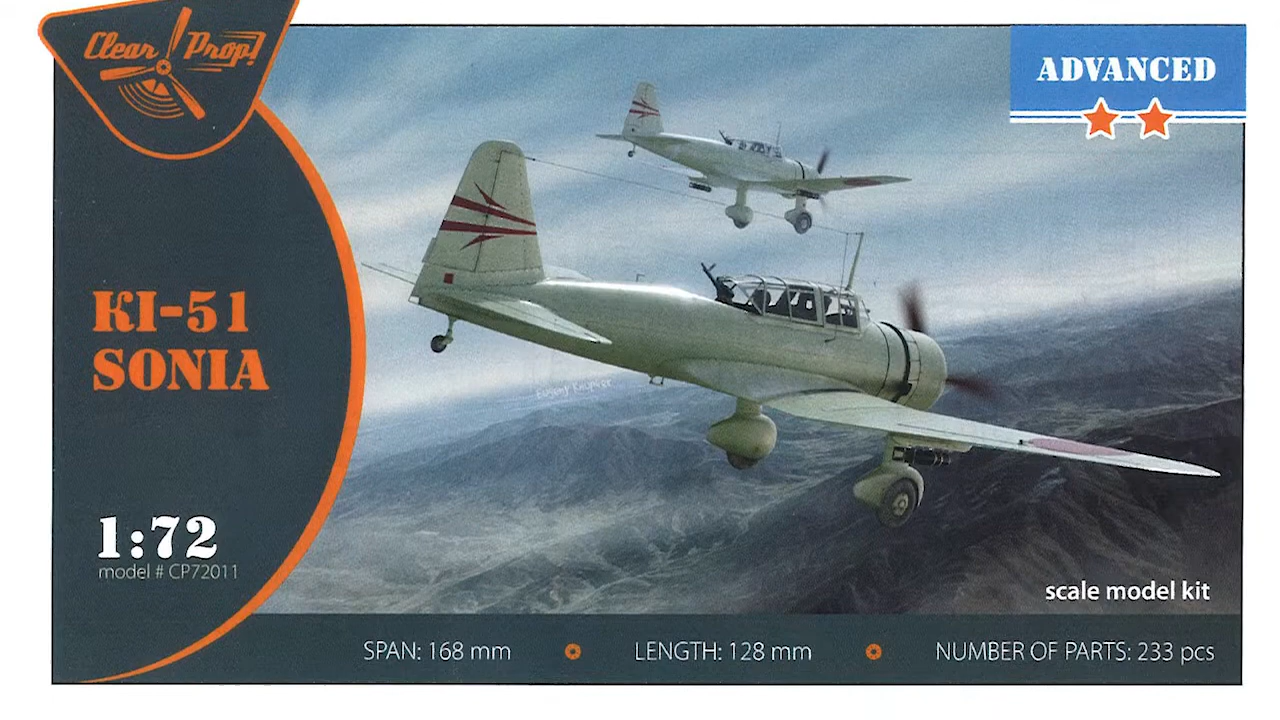 Clear Prop!
ADVANCED
KI-51
SONIA
1:72
model # CP72011
scale model kit
SPAN: 168 mm
LENGTH: 128 mm
NUMBER OF PARTS: 233 pcs